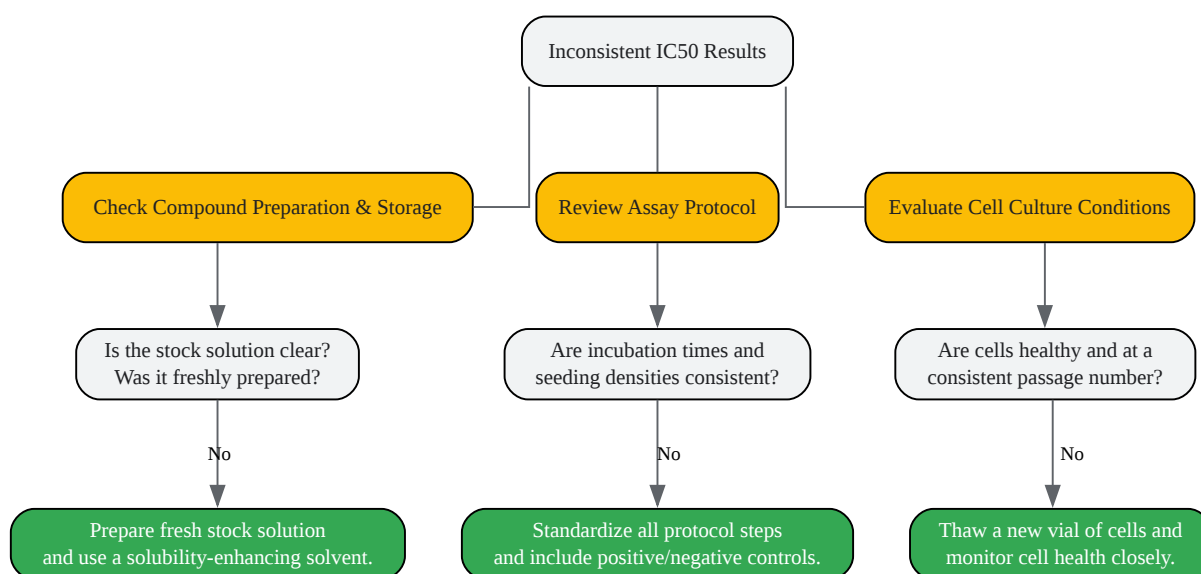 Inconsistent IC50 Results
Check Compound Preparation & Storage
Review Assay Protocol
Evaluate Cell Culture Conditions
Is the stock solution clear?
Was it freshly prepared?
Are incubation times and
seeding densities consistent?
Are cells healthy and at a
consistent passage number?
No
No
No
Prepare fresh stock solution
and use a solubility-enhancing solvent.
Standardize all protocol steps
and include positive/negative controls.
Thaw a new vial of cells and
monitor cell health closely.